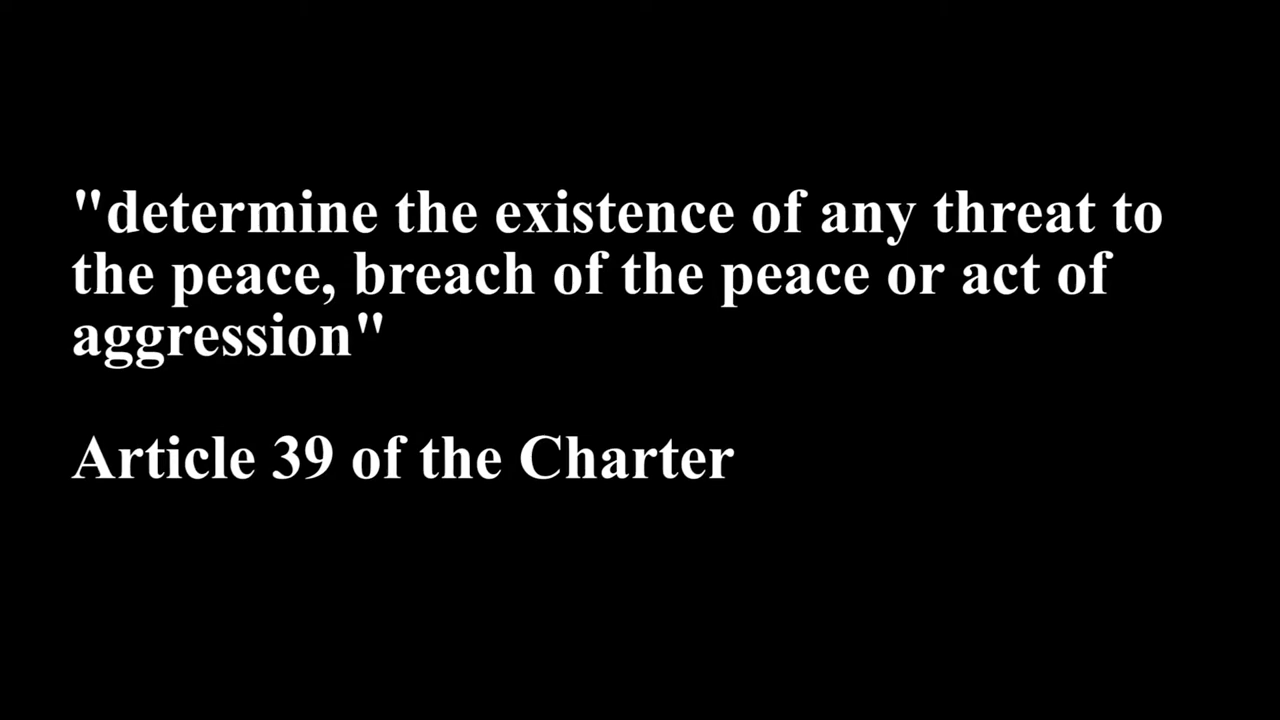 "determine the existence of any threat to
the peace, breach of the peace or act of
aggression"
Article 39 of the Charter